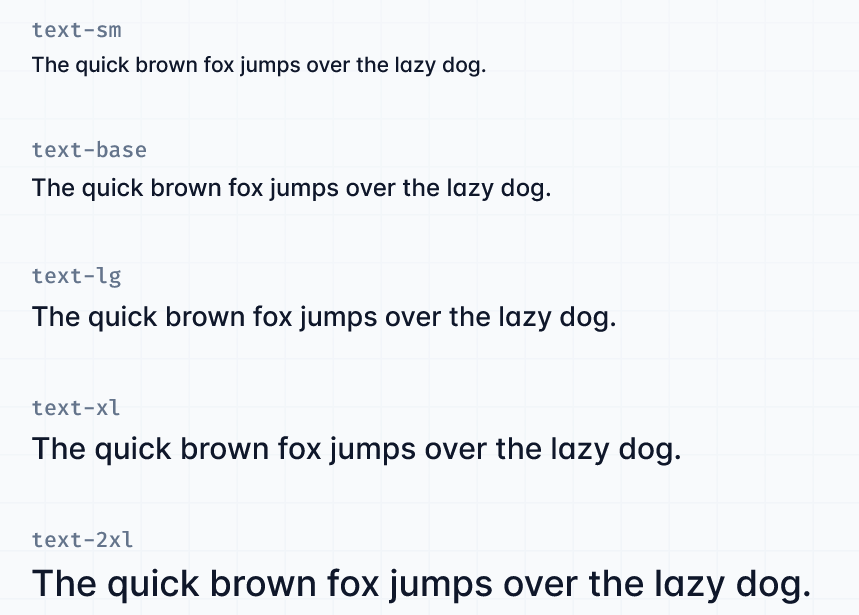 text-sm
The quick brown fox jumps over the lazy dog.
text-base
The quick brown fox jumps over the lazy dog.
text-lg
The quick brown fox jumps over the lazy dog.
text-xl
The quick brown fox jumps over the lazy dog.
text-2xl
The quick brown fox jumps over the lazy dog.